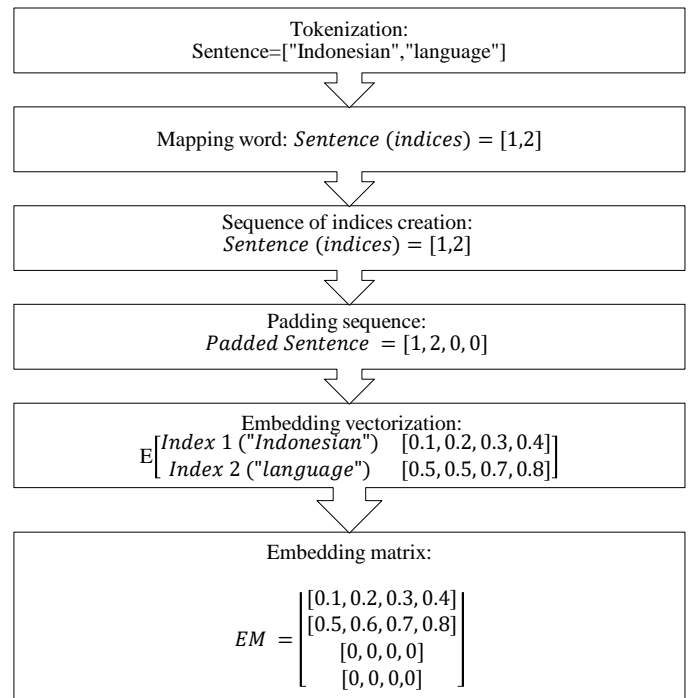 Tokenization:
Sentence=["Indonesian","language"]
Mapping word: Sentence (indices) = [1,2]
Sequence of indices creation:
Sentence (indices) = [1,2]
Padding sequence:
Padded Sentence = [1, 2, 0, 0]
Embedding vectorization:
E[Index 1 ("Indonesian") [0.1, 0.2, 0.3, 0.4]
Index 2 ("language") [0.5, 0.5, 0.7, 0.8]]
Embedding matrix:
[0.1, 0.2, 0.3, 0.4]
[0.5, 0.6, 0.7, 0.8]
EM =
[0, 0, 0, 0]
[0, 0, 0,0]